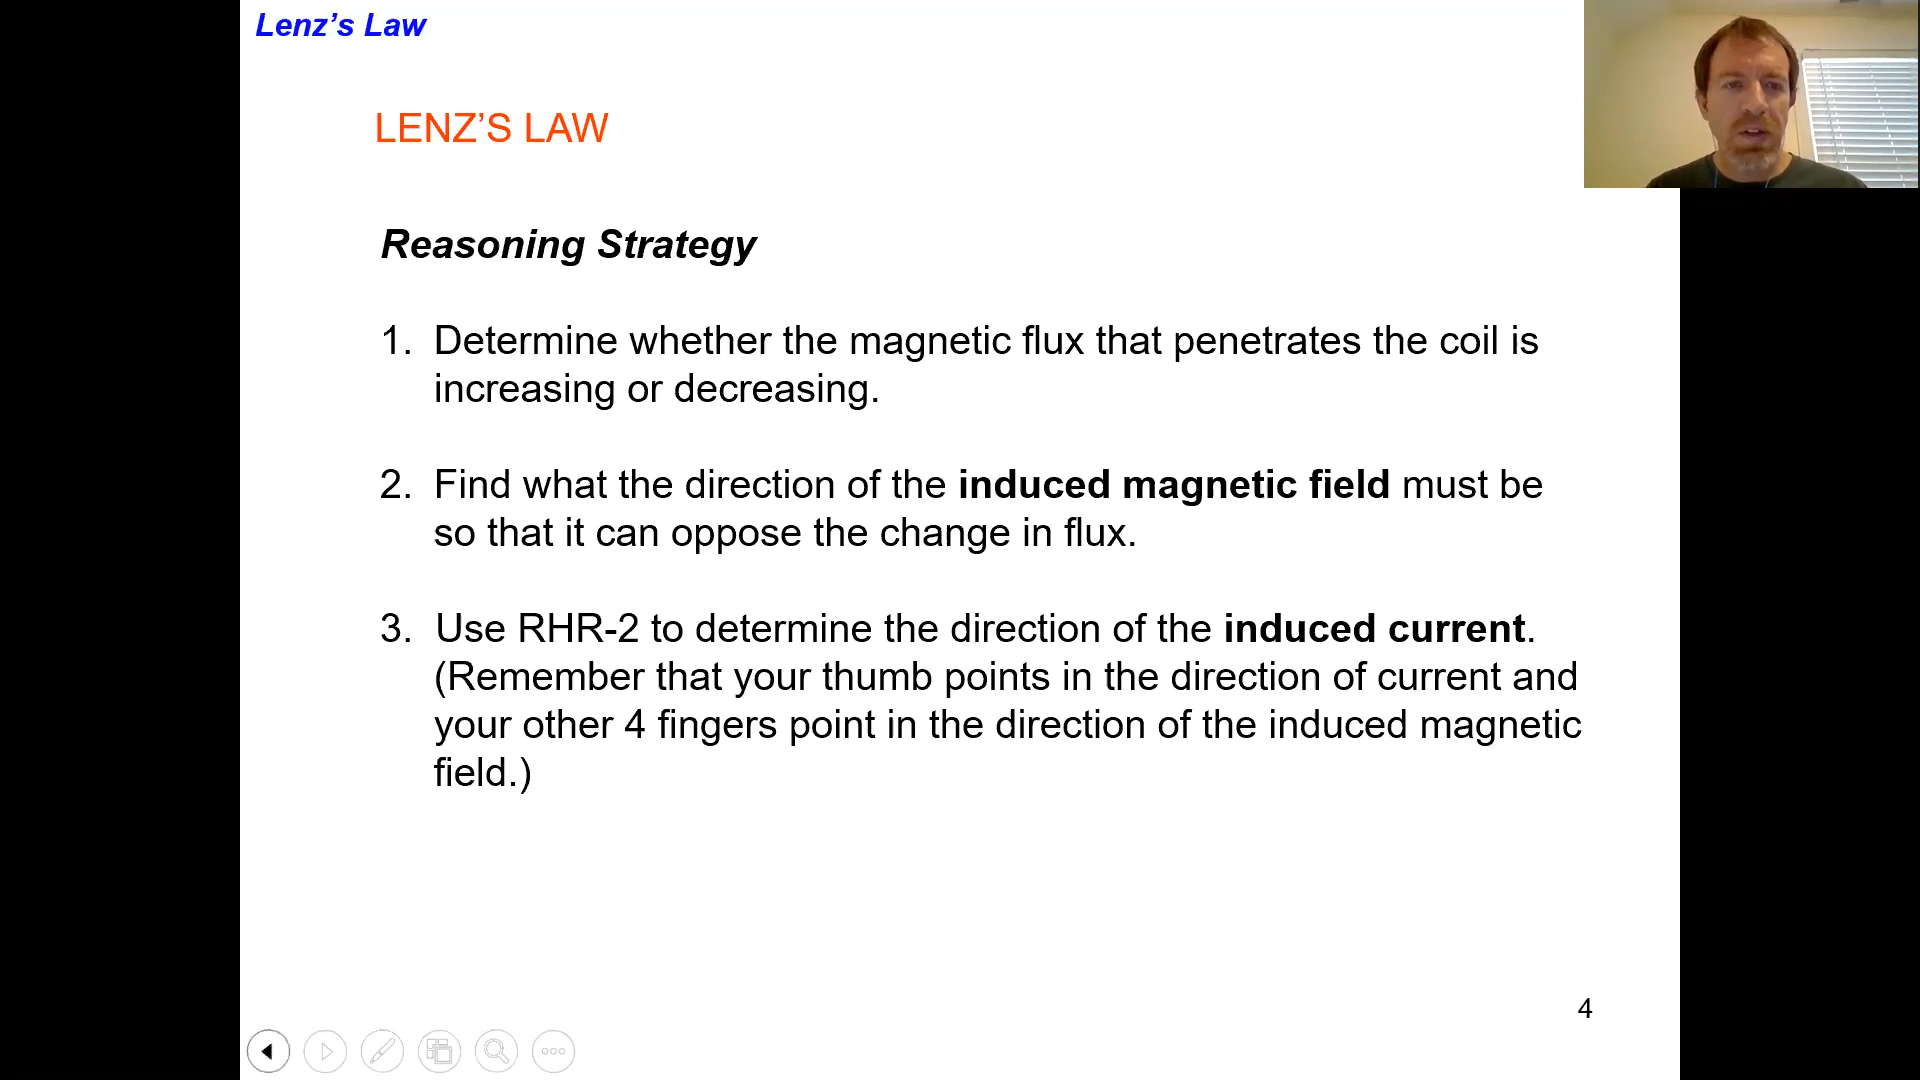 Lenz’s Law
LENZ’S LAW
Reasoning Strategy
1. Determine whether the magnetic flux that penetrates the coil is
increasing or decreasing.
2. Find what the direction of the induced magnetic field must be
so that it can oppose the change in flux.
3. Use RHR-2 to determine the direction of the induced current.
(Remember that your thumb points in the direction of current and
your other 4 fingers point in the direction of the induced magnetic
field.)
4